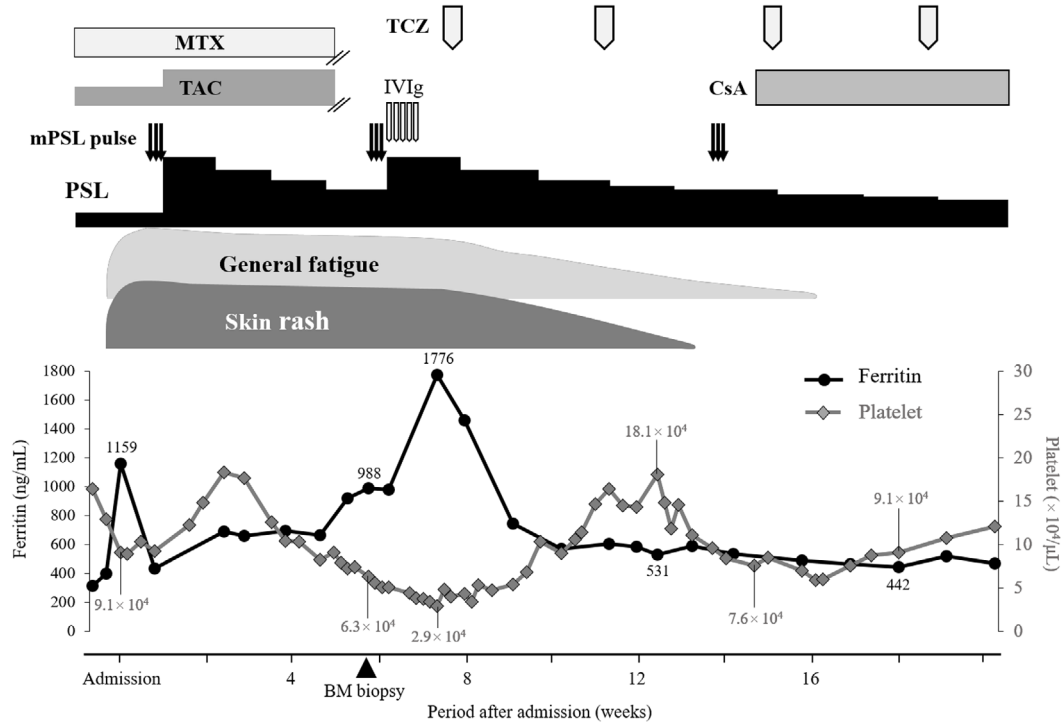 MTX
TCZ
TAC
IVIg
CsA
mPSL pulse
PSL
General fatigue
Skin rash
1800
1600
1400
1200
1000
800
600
400
200
0
Ferritin (ng/mL)
30
25
20
15
10
5
0
Platelet (× 10⁴/μL)
Ferritin
Platelet
1159
988
1776
531
442
9.1 × 10⁴
6.3 × 10⁴
2.9 × 10⁴
18.1 × 10⁴
7.6 × 10⁴
9.1 × 10⁴
Admission 4 8 12 16
BM biopsy
Period after admission (weeks)